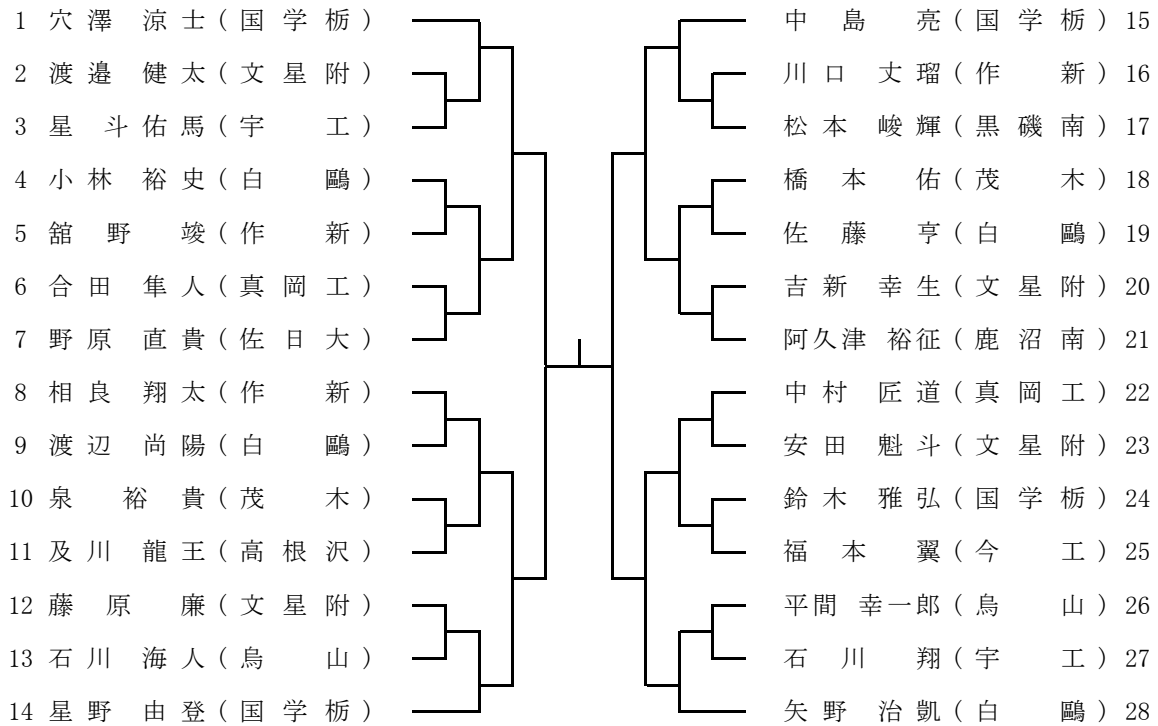 1 穴澤 涼士(国学栃)
2 渡邉 健太(文星附)
3 星 斗佑馬(宇工)
4 小林 裕史(白鷗)
5 舘野 竣(作新)
6 合田 隼人(真岡工)
7 野原 直貴(佐日大)
8 相良 翔太(作新)
9 渡辺 尚陽(白鷗)
10 泉 裕貴(茂木)
11 及川 龍王(高根沢)
12 藤原 廉(文星附)
13 石川 海人(烏山)
14 星野 由登(国学栃)
中島 亮(国学栃) 15
川口 丈瑠(作新) 16
松本 峻輝(黒磯南) 17
橋本 佑(茂木) 18
佐藤 亨(白鷗) 19
吉新 幸生(文星附) 20
阿久津 裕征(鹿沼南) 21
中村 匠道(真岡工) 22
安田 魁斗(文星附) 23
鈴木 雅弘(国学栃) 24
福本 翼(今工) 25
平間 幸一郎(烏山) 26
石川 翔(宇工) 27
矢野 治凱(白鷗) 28